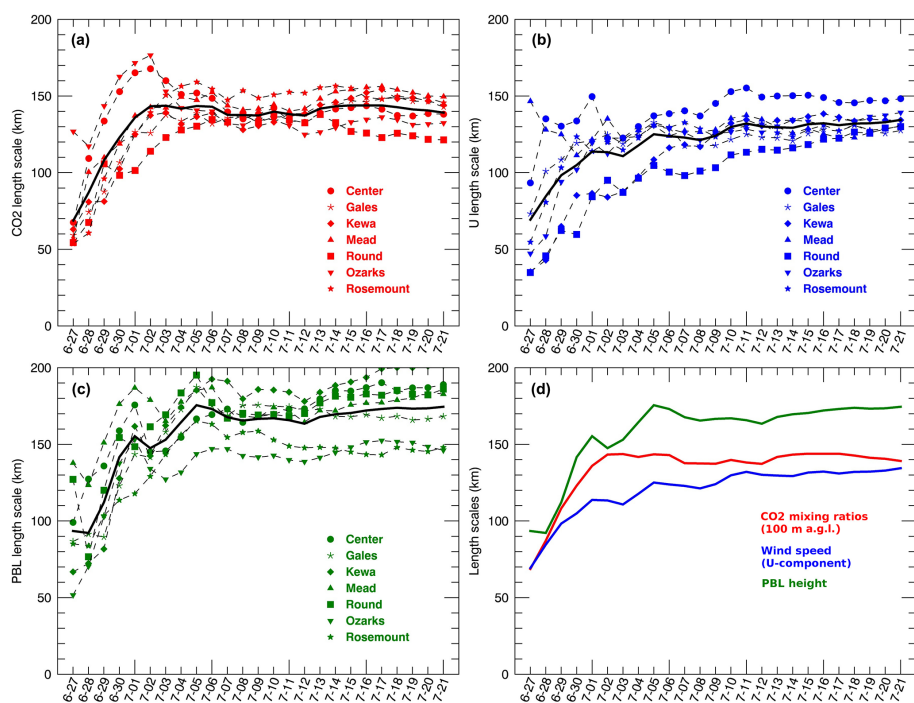 (a)
200
150
100
50
0
CO2 length scale (km)
Center
Gales
Kewa
Mead
Round
Ozarks
Rosemount
6-27 6-28 6-29 6-30 7-01 7-02 7-03 7-04 7-05 7-06 7-07 7-08 7-09 7-10 7-11 7-12 7-13 7-14 7-15 7-16 7-17 7-18 7-19 7-20 7-21
(b)
200
150
100
50
0
U length scale (km)
Center
Gales
Kewa
Mead
Round
Ozarks
Rosemount
6-27 6-28 6-29 6-30 7-01 7-02 7-03 7-04 7-05 7-06 7-07 7-08 7-09 7-10 7-11 7-12 7-13 7-14 7-15 7-16 7-17 7-18 7-19 7-20 7-21
(c)
200
150
100
50
0
PBL length scale (km)
Center
Gales
Kewa
Mead
Round
Ozarks
Rosemount
6-27 6-28 6-29 6-30 7-01 7-02 7-03 7-04 7-05 7-06 7-07 7-08 7-09 7-10 7-11 7-12 7-13 7-14 7-15 7-16 7-17 7-18 7-19 7-20 7-21
(d)
200
150
100
50
0
Length scales (km)
CO2 mixing ratios
(100 m a.g.l.)
Wind speed
(U-component)
PBL height
6-27 6-28 6-29 6-30 7-01 7-02 7-03 7-04 7-05 7-06 7-07 7-08 7-09 7-10 7-11 7-12 7-13 7-14 7-15 7-16 7-17 7-18 7-19 7-20 7-21